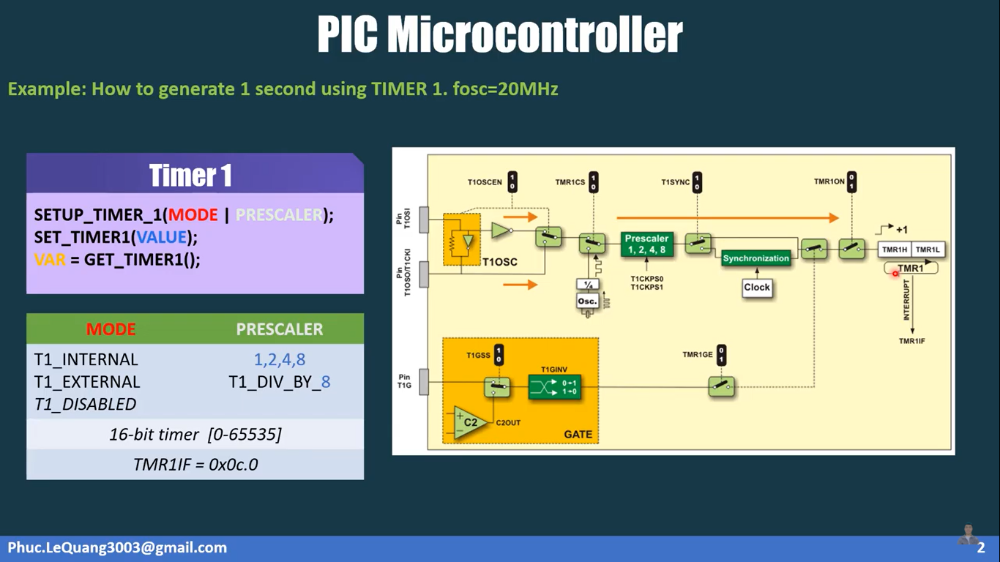 PIC Microcontroller
Example: How to generate 1 second using TIMER 1. fosc=20MHz
Timer 1
SETUP_TIMER_1(MODE | PRESCALER);
SET_TIMER1(VALUE);
VAR = GET_TIMER1();
MODE PRESCALER
T1_INTERNAL 1,2,4,8
T1_EXTERNAL T1_DIV_BY_8
T1_DISABLED
16-bit timer [0-65535]
TMR1IF = 0x0c.0
T1OSCEN 1 0
TMR1CS 1 0
T1SYNC 1 0
TMR1ON 0 1
Pin T1OSI
T1OSC
Pin T1OSO/T1CKI
Prescaler
1, 2, 4, 8
T1CKPS0
T1CKPS1
1/4
Osc.
Synchronization
Clock
+1
TMR1H TMR1L
TMR1
INTERRUPT
TMR1IF
T1GSS 1 0
T1GINV
0→1
1→0
TMR1GE 0 1
Pin T1G
+
−
C2
C2OUT
GATE
Phuc.LeQuang3003@gmail.com
2